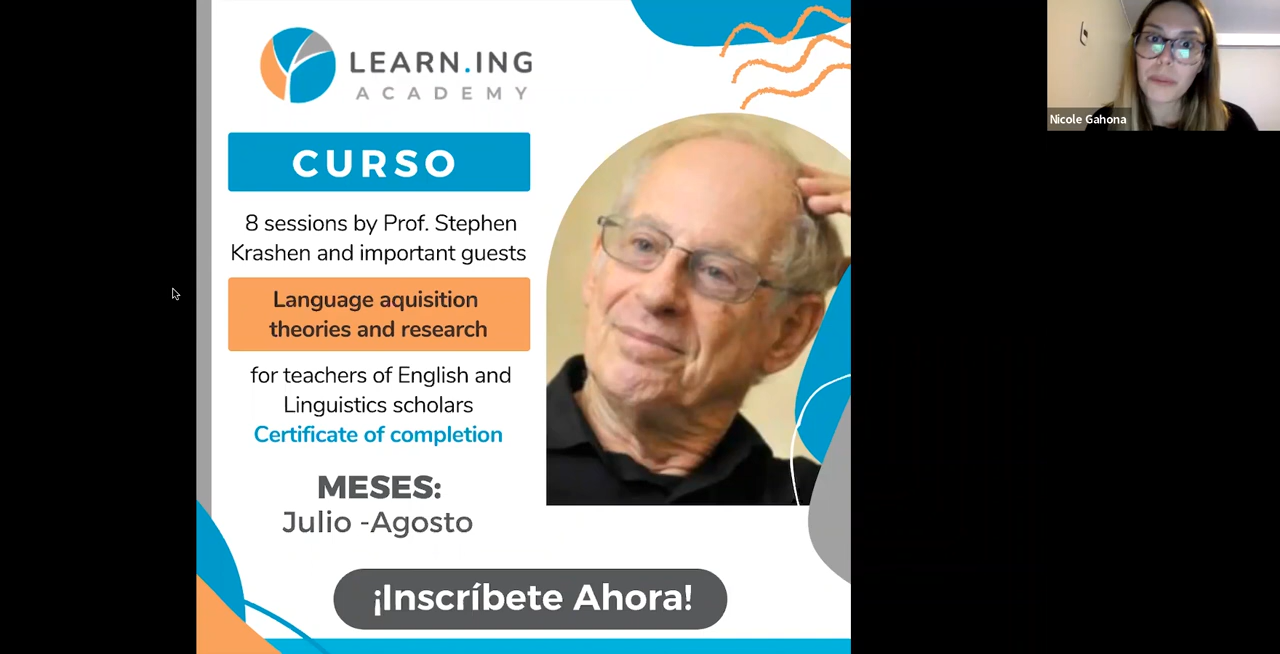 LEARN.ING
ACADEMY
CURSO
8 sessions by Prof. Stephen
Krashen and important guests
Language aquisition
theories and research
for teachers of English and
Linguistics scholars
Certificate of completion
MESES:
Julio -Agosto
¡Inscríbete Ahora!
Nicole Gahona